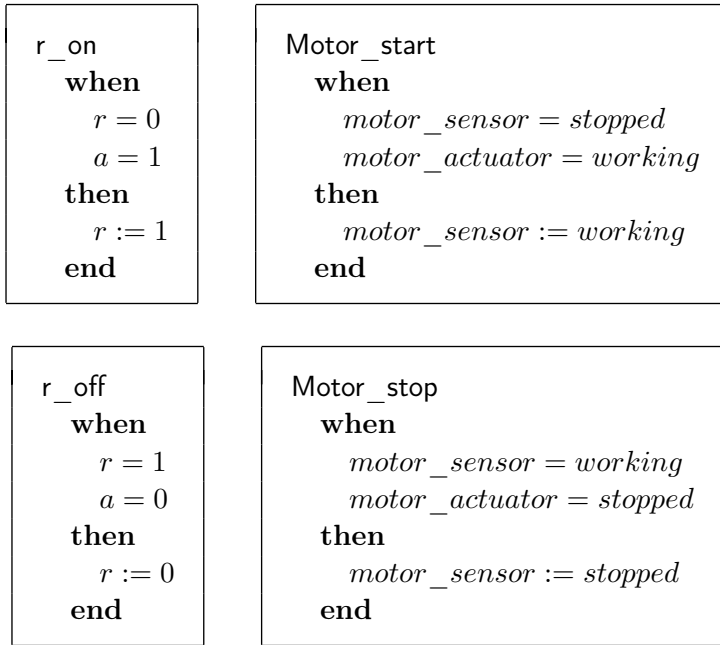 r_on
when
r = 0
a = 1
then
r := 1
end
Motor_start
when
motor_sensor = stopped
motor_actuator = working
then
motor_sensor := working
end
r_off
when
r = 1
a = 0
then
r := 0
end
Motor_stop
when
motor_sensor = working
motor_actuator = stopped
then
motor_sensor := stopped
end